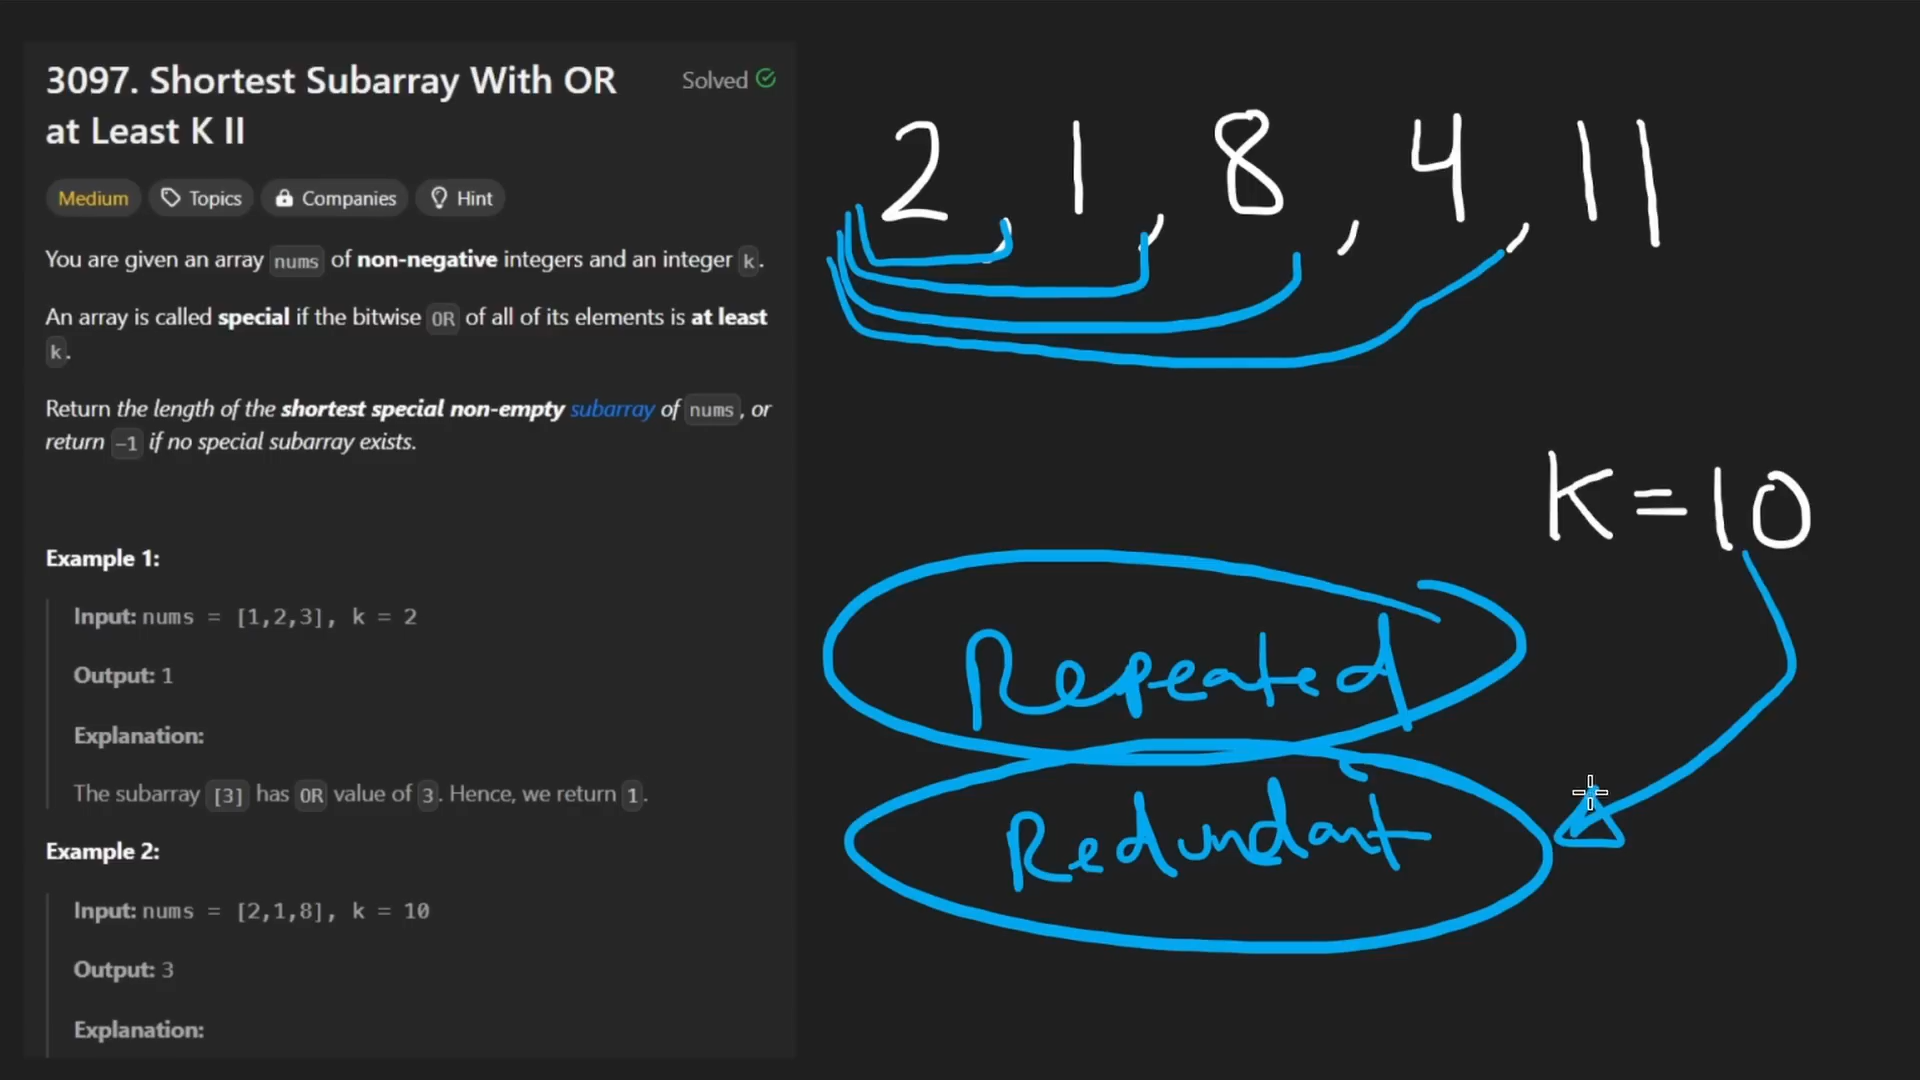 3097. Shortest Subarray With OR
at Least K II
Solved
Medium Topics Companies Hint
You are given an array nums of non-negative integers and an integer k.
An array is called special if the bitwise OR of all of its elements is at least
k.
Return the length of the shortest special non-empty subarray of nums, or
return -1 if no special subarray exists.
Example 1:
Input: nums = [1,2,3], k = 2
Output: 1
Explanation:
The subarray [3] has OR value of 3. Hence, we return 1.
Example 2:
Input: nums = [2,1,8], k = 10
Output: 3
Explanation:
2, 1, 8, 4, 11
K=10
Repeated
Redundant